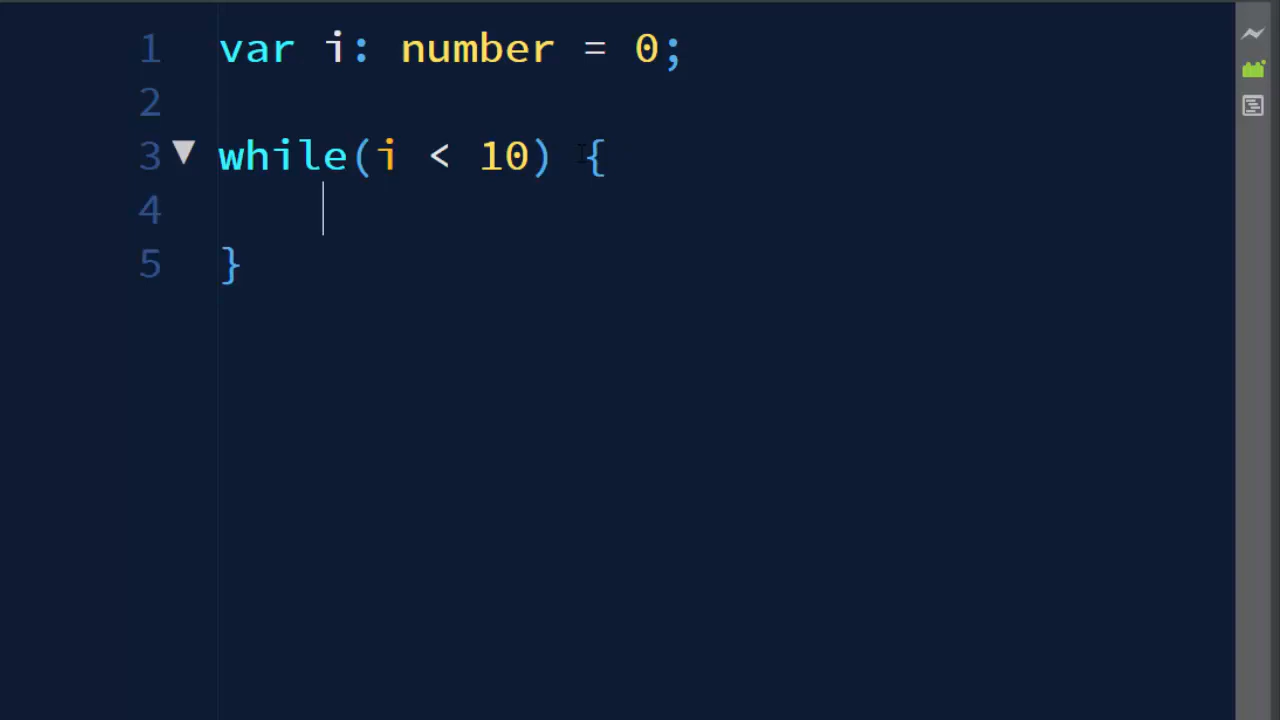 1 var i: number = 0;
2
3 while(i < 10) {
4
5 }